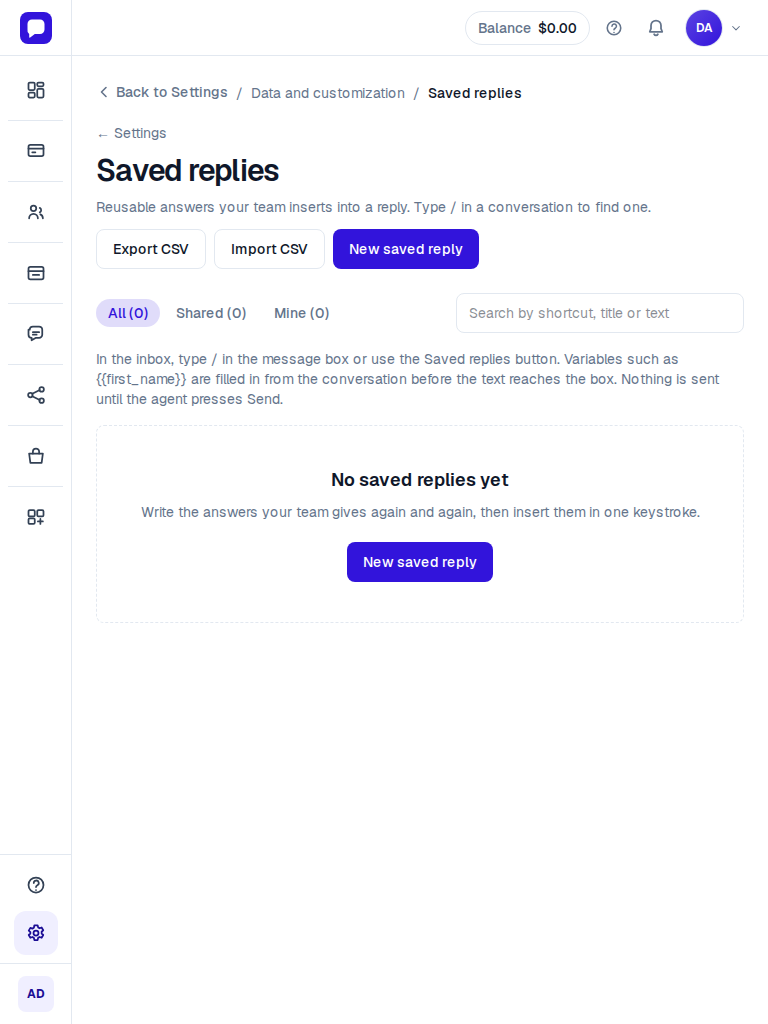 Balance $0.00
DA
Back to Settings / Data and customization / Saved replies
← Settings
Saved replies
Reusable answers your team inserts into a reply. Type / in a conversation to find one.
Export CSV
Import CSV
New saved reply
All (0)
Shared (0)
Mine (0)
Search by shortcut, title or text
In the inbox, type / in the message box or use the Saved replies button. Variables such as
{{first_name}} are filled in from the conversation before the text reaches the box. Nothing is sent
until the agent presses Send.
No saved replies yet
Write the answers your team gives again and again, then insert them in one keystroke.
New saved reply
AD